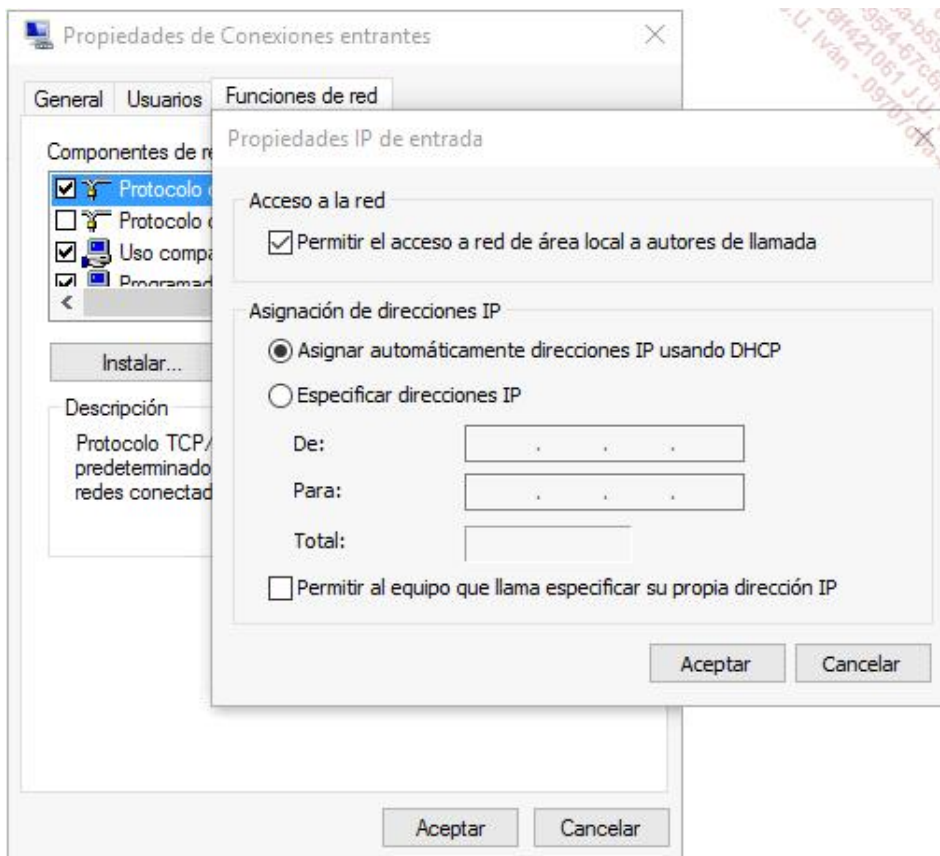 Propiedades de Conexiones entrantes
General Usuarios Funciones de red
Propiedades IP de entrada
Componentes de
Protocolo
Protocolo
Uso
Acceso a la red
Permitir el acceso a red de área local a autores de llamada
Asignación de direcciones IP
Asignar automáticamente direcciones IP usando DHCP
Especificar direcciones IP
De:
Para:
Total:
Permitir al equipo que llama especificar su propia dirección IP
Instalar...
Descripción
Protocolo TCP/
predeterminado
redes
Aceptar Cancelar
Aceptar Cancelar
J.U. Iván